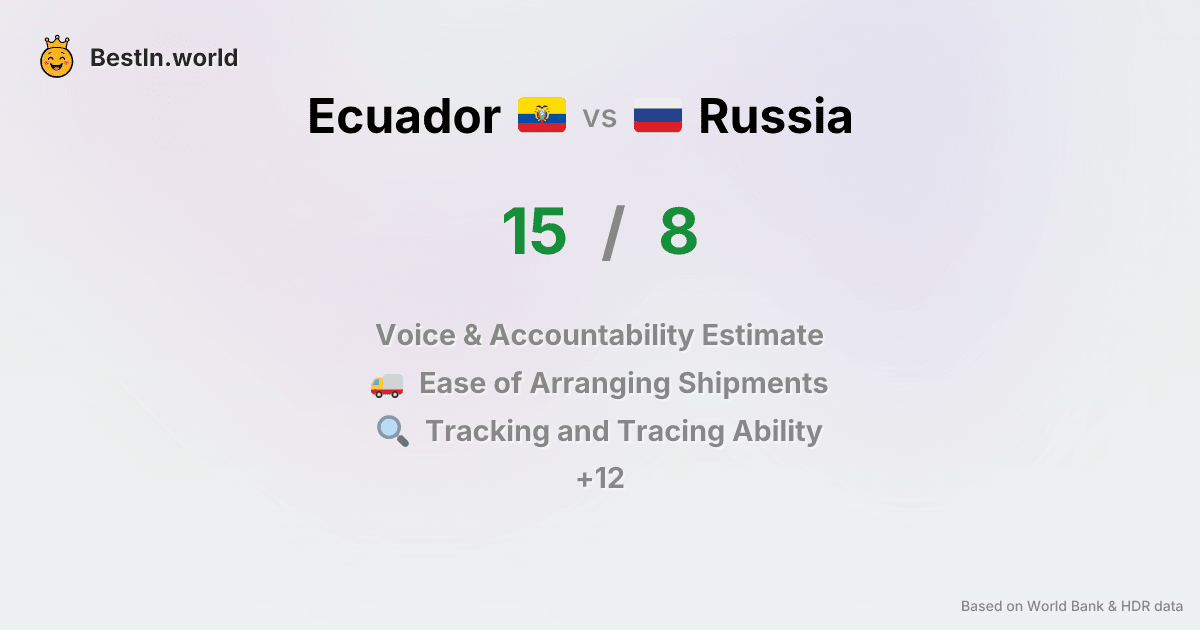 BestIn.world
Ecuador vs Russia
15 / 8
Voice & Accountability Estimate
Ease of Arranging Shipments
Tracking and Tracing Ability
+12
Based on World Bank & HDR data